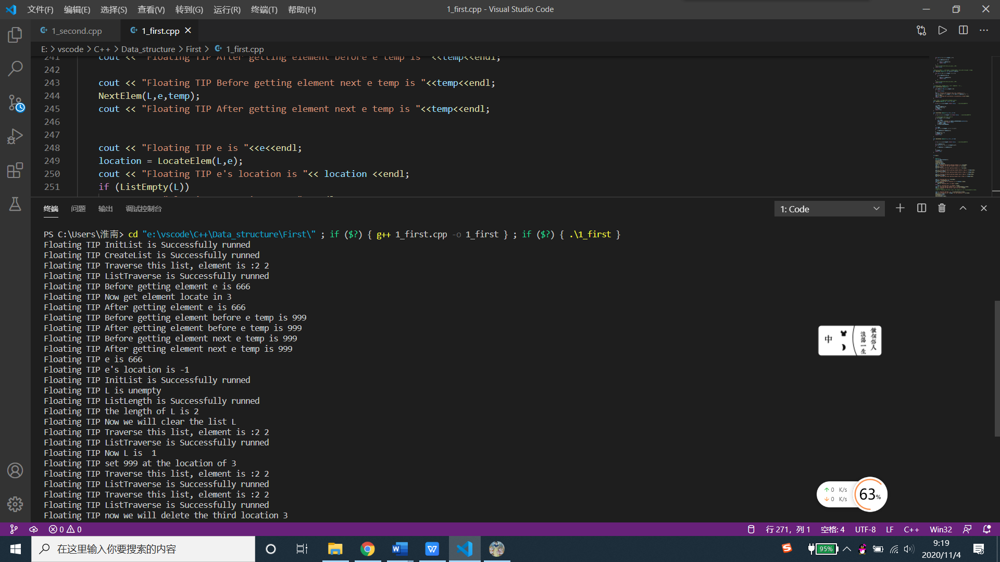 文件(F) 编辑(E) 选择(S) 查看(V) 转到(G) 运行(R) 终端(T) 帮助(H) 1_first.cpp - Visual Studio Code
1_second.cpp 1_first.cpp
E: > vscode > C++ > Data_structure > First > 1_first.cpp
241 cout << "Floating TIP After getting element before e temp is "<<temp<<endl;
242
243 cout << "Floating TIP Before getting element next e temp is "<<temp<<endl;
244 NextElem(L,e,temp);
245 cout << "Floating TIP After getting element next e temp is "<<temp<<endl;
246
247
248 cout << "Floating TIP e is "<<e<<endl;
249 location = LocateElem(L,e);
250 cout << "Floating TIP e's location is "<< location <<endl;
251 if (ListEmpty(L))
终端 问题 输出 调试控制台 1: Code
PS C:\Users\淮南> cd "e:\vscode\C++\Data_structure\First\" ; if ($?) { g++ 1_first.cpp -o 1_first } ; if ($?) { .\1_first }
Floating TIP InitList is Successfully runned
Floating TIP CreateList is Successfully runned
Floating TIP Traverse this list, element is :2 2
Floating TIP ListTraverse is Successfully runned
Floating TIP Before getting element e is 666
Floating TIP Now get element locate in 3
Floating TIP After getting element e is 666
Floating TIP Before getting element before e temp is 999
Floating TIP After getting element before e temp is 999
Floating TIP Before getting element next e temp is 999
Floating TIP After getting element next e temp is 999
Floating TIP e is 666
Floating TIP e's location is -1
Floating TIP InitList is Successfully runned
Floating TIP L is unempty
Floating TIP ListLength is Successfully runned
Floating TIP the length of L is 2
Floating TIP Now we will clear the list L
Floating TIP Traverse this list, element is :2 2
Floating TIP ListTraverse is Successfully runned
Floating TIP Now L is  1
Floating TIP set 999 at the location of 3
Floating TIP Traverse this list, element is :2 2
Floating TIP ListTraverse is Successfully runned
Floating TIP Traverse this list, element is :2 2
Floating TIP ListTraverse is Successfully runned
Floating TIP now we will delete the third location 3
中 做個俗人
浪蕩一生
↑ 0 K/s
↓ 0 K/s
63%
0 0 行 271，列 1 空格: 4 UTF-8 LF C++ Win32
在这里输入你要搜索的内容
95%
9:19
2020/11/4